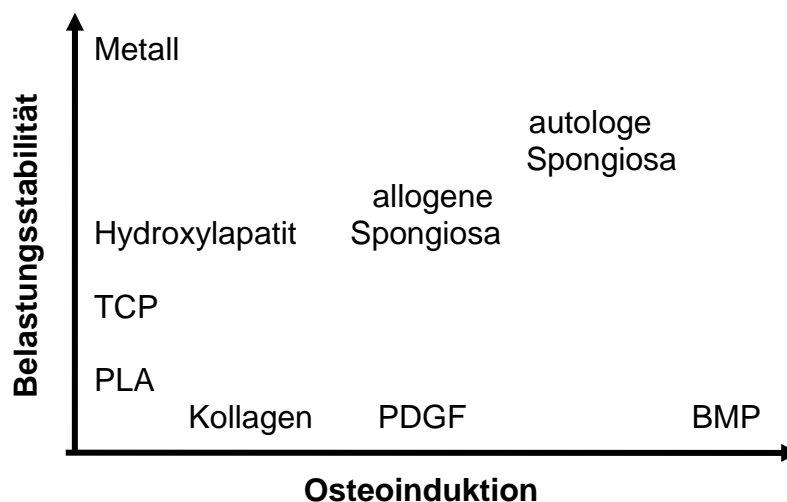 Belastungsstabilität
Metall
autologe
Spongiosa
allogene
Hydroxylapatit Spongiosa
TCP
PLA
Kollagen PDGF BMP
Osteoinduktion